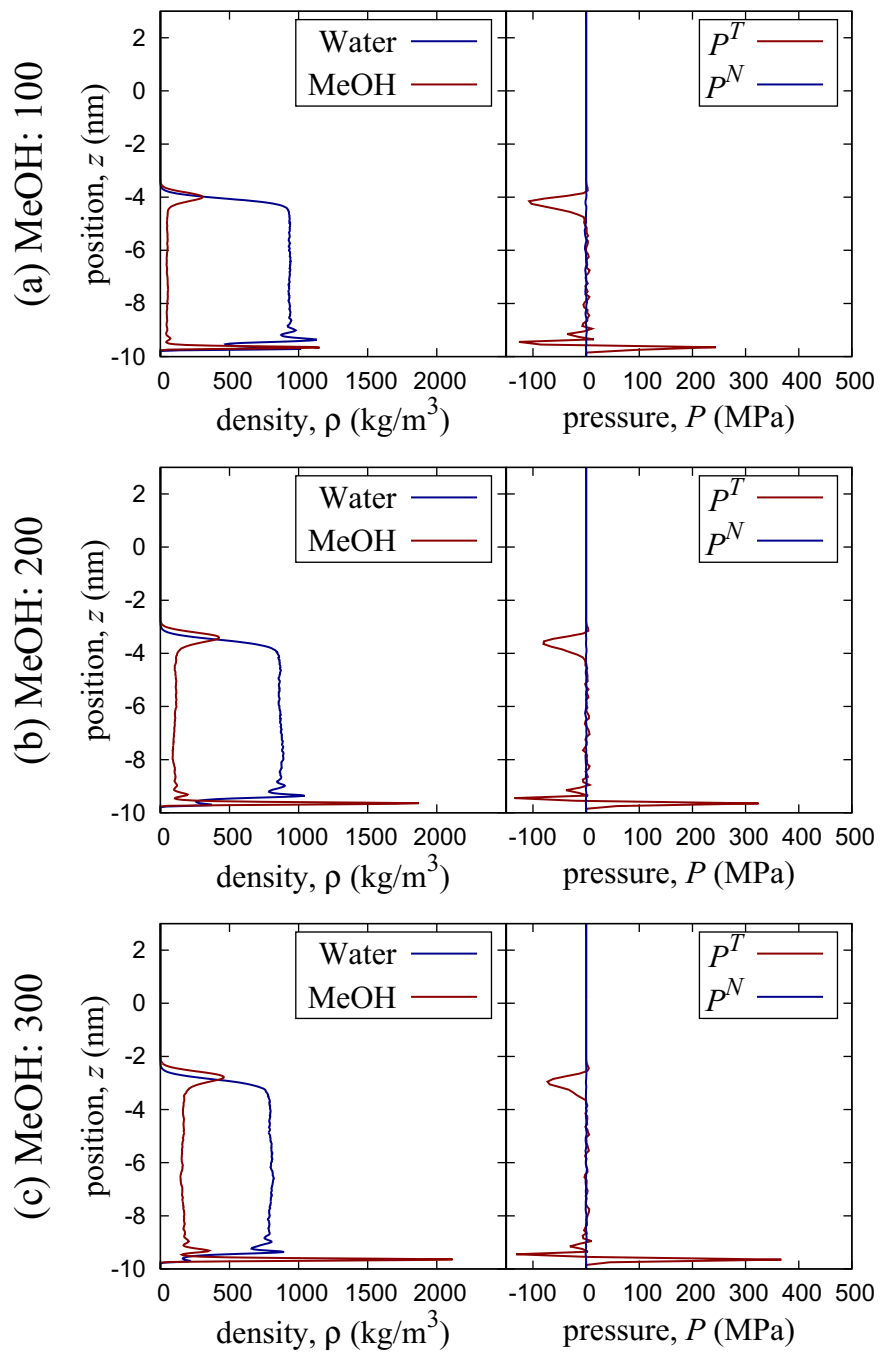 (a) MeOH: 100
position, z (nm)
2
0
-2
-4
-6
-8
-10
Water
MeOH
0 500 1000 1500 2000
density, ρ (kg/m³)
P^T
P^N
-100 0 100 200 300 400 500
pressure, P (MPa)
(b) MeOH: 200
position, z (nm)
2
0
-2
-4
-6
-8
-10
Water
MeOH
0 500 1000 1500 2000
density, ρ (kg/m³)
P^T
P^N
-100 0 100 200 300 400 500
pressure, P (MPa)
(c) MeOH: 300
position, z (nm)
2
0
-2
-4
-6
-8
-10
Water
MeOH
0 500 1000 1500 2000
density, ρ (kg/m³)
P^T
P^N
-100 0 100 200 300 400 500
pressure, P (MPa)